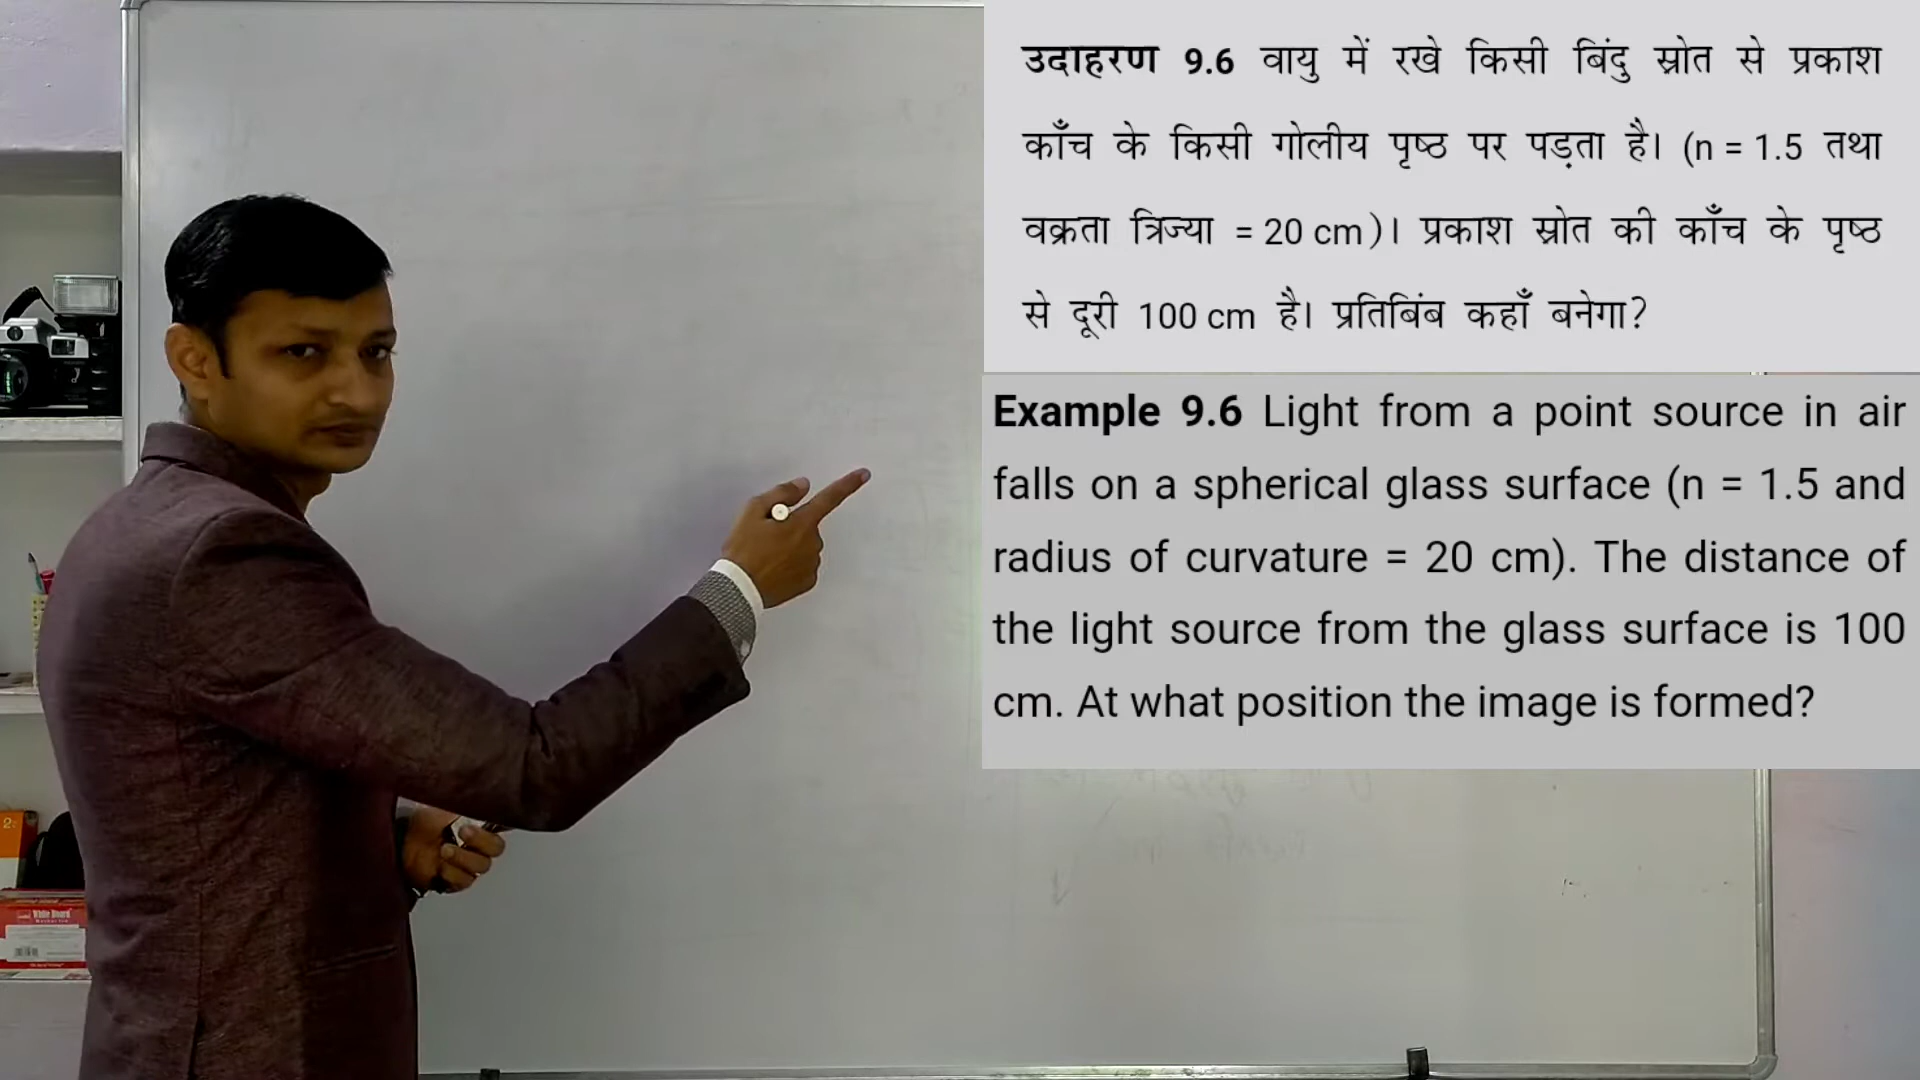 उदाहरण 9.6 वायु में रखे किसी बिंदु स्रोत से प्रकाश
काँच के किसी गोलीय पृष्ठ पर पड़ता है। (n = 1.5 तथा
वक्रता त्रिज्या = 20 cm)। प्रकाश स्रोत की काँच के पृष्ठ
से दूरी 100 cm है। प्रतिबिंब कहाँ बनेगा?
Example 9.6 Light from a point source in air
falls on a spherical glass surface (n = 1.5 and
radius of curvature = 20 cm). The distance of
the light source from the glass surface is 100
cm. At what position the image is formed?
White Board